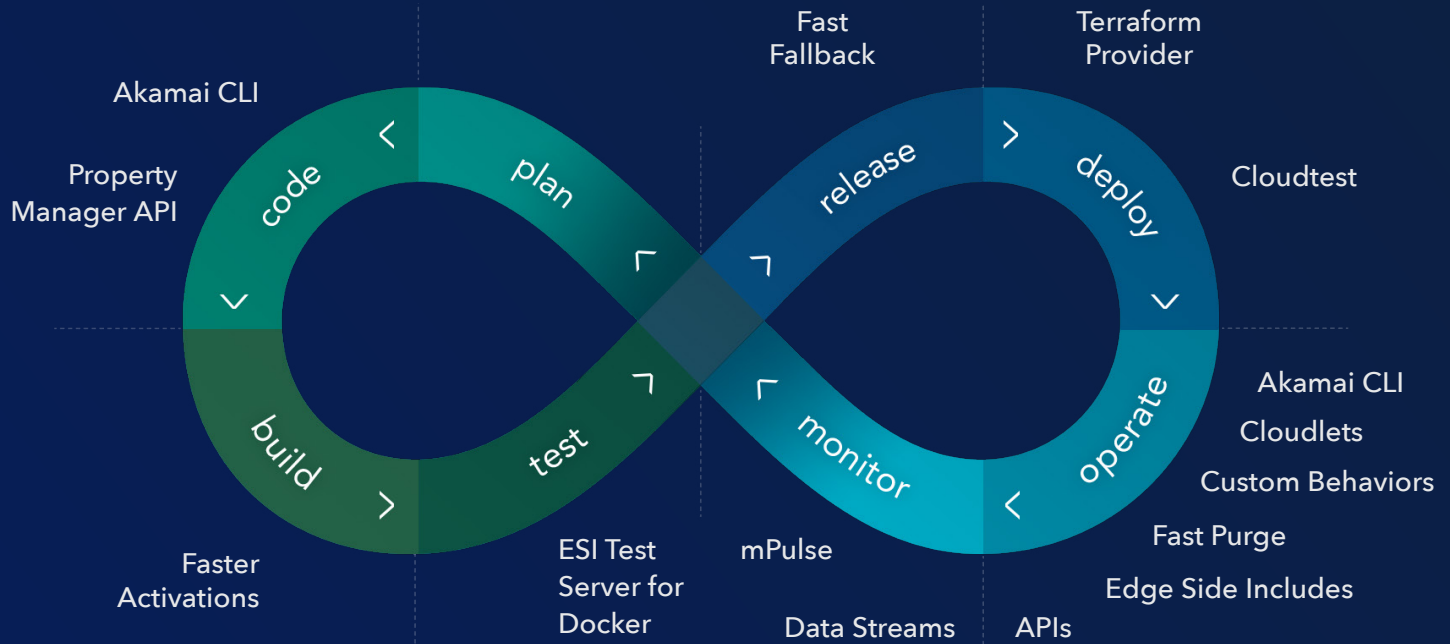 Fast
Fallback
Terraform
Provider
Akamai CLI
Property
Manager API
code
plan
release
deploy
Cloudtest
build
test
monitor
operate
Akamai CLI
Cloudlets
Custom Behaviors
Fast Purge
Edge Side Includes
APIs
Faster
Activations
ESI Test
Server for
Docker
mPulse
Data Streams